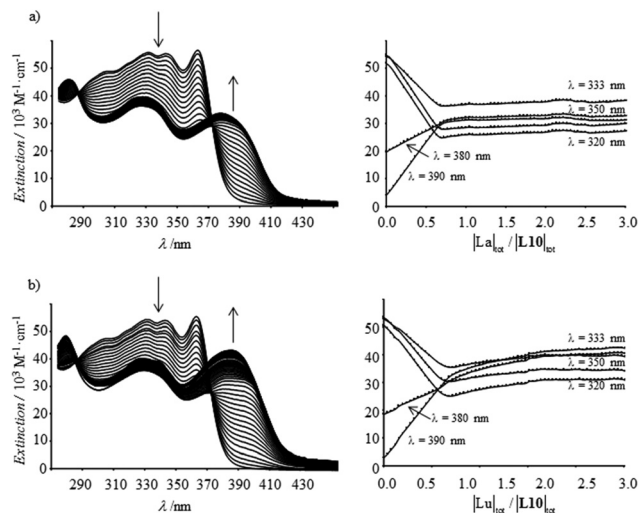 a)
Extinction / 10³ M⁻¹·cm⁻¹
60
50
40
30
20
10
0
290 310 330 350 370 390 410 430
λ /nm
50
40
30
20
10
0
0.0 0.5 1.0 1.5 2.0 2.5 3.0
λ = 333 nm
λ = 350 nm
λ = 320 nm
λ = 380 nm
λ = 390 nm
|La|tot / |L10|tot
b)
Extinction / 10³ M⁻¹·cm⁻¹
60
50
40
30
20
10
0
290 310 330 350 370 390 410 430
λ /nm
50
40
30
20
10
0
0.0 0.5 1.0 1.5 2.0 2.5 3.0
λ = 333 nm
λ = 350 nm
λ = 320 nm
λ = 380 nm
λ = 390 nm
|Lu|tot / |L10|tot